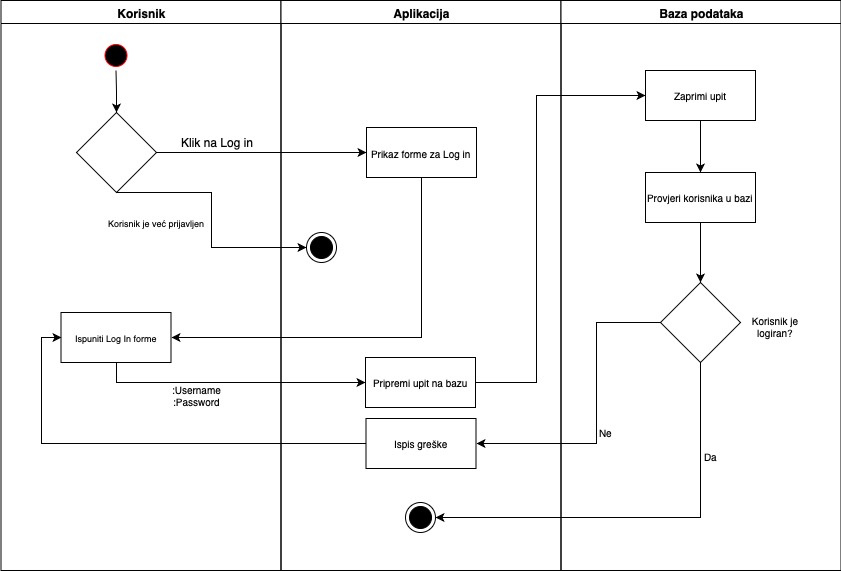 Korisnik
Aplikacija
Baza podataka
Klik na Log in
Prikaz forme za Log in
Zaprimi upit
Provjeri korisnika u bazi
Korisnik je već prijavljen
Korisnik je
logiran?
Ispuniti Log In forme
:Username
:Password
Pripremi upit na bazu
Ispis greške
Ne
Da